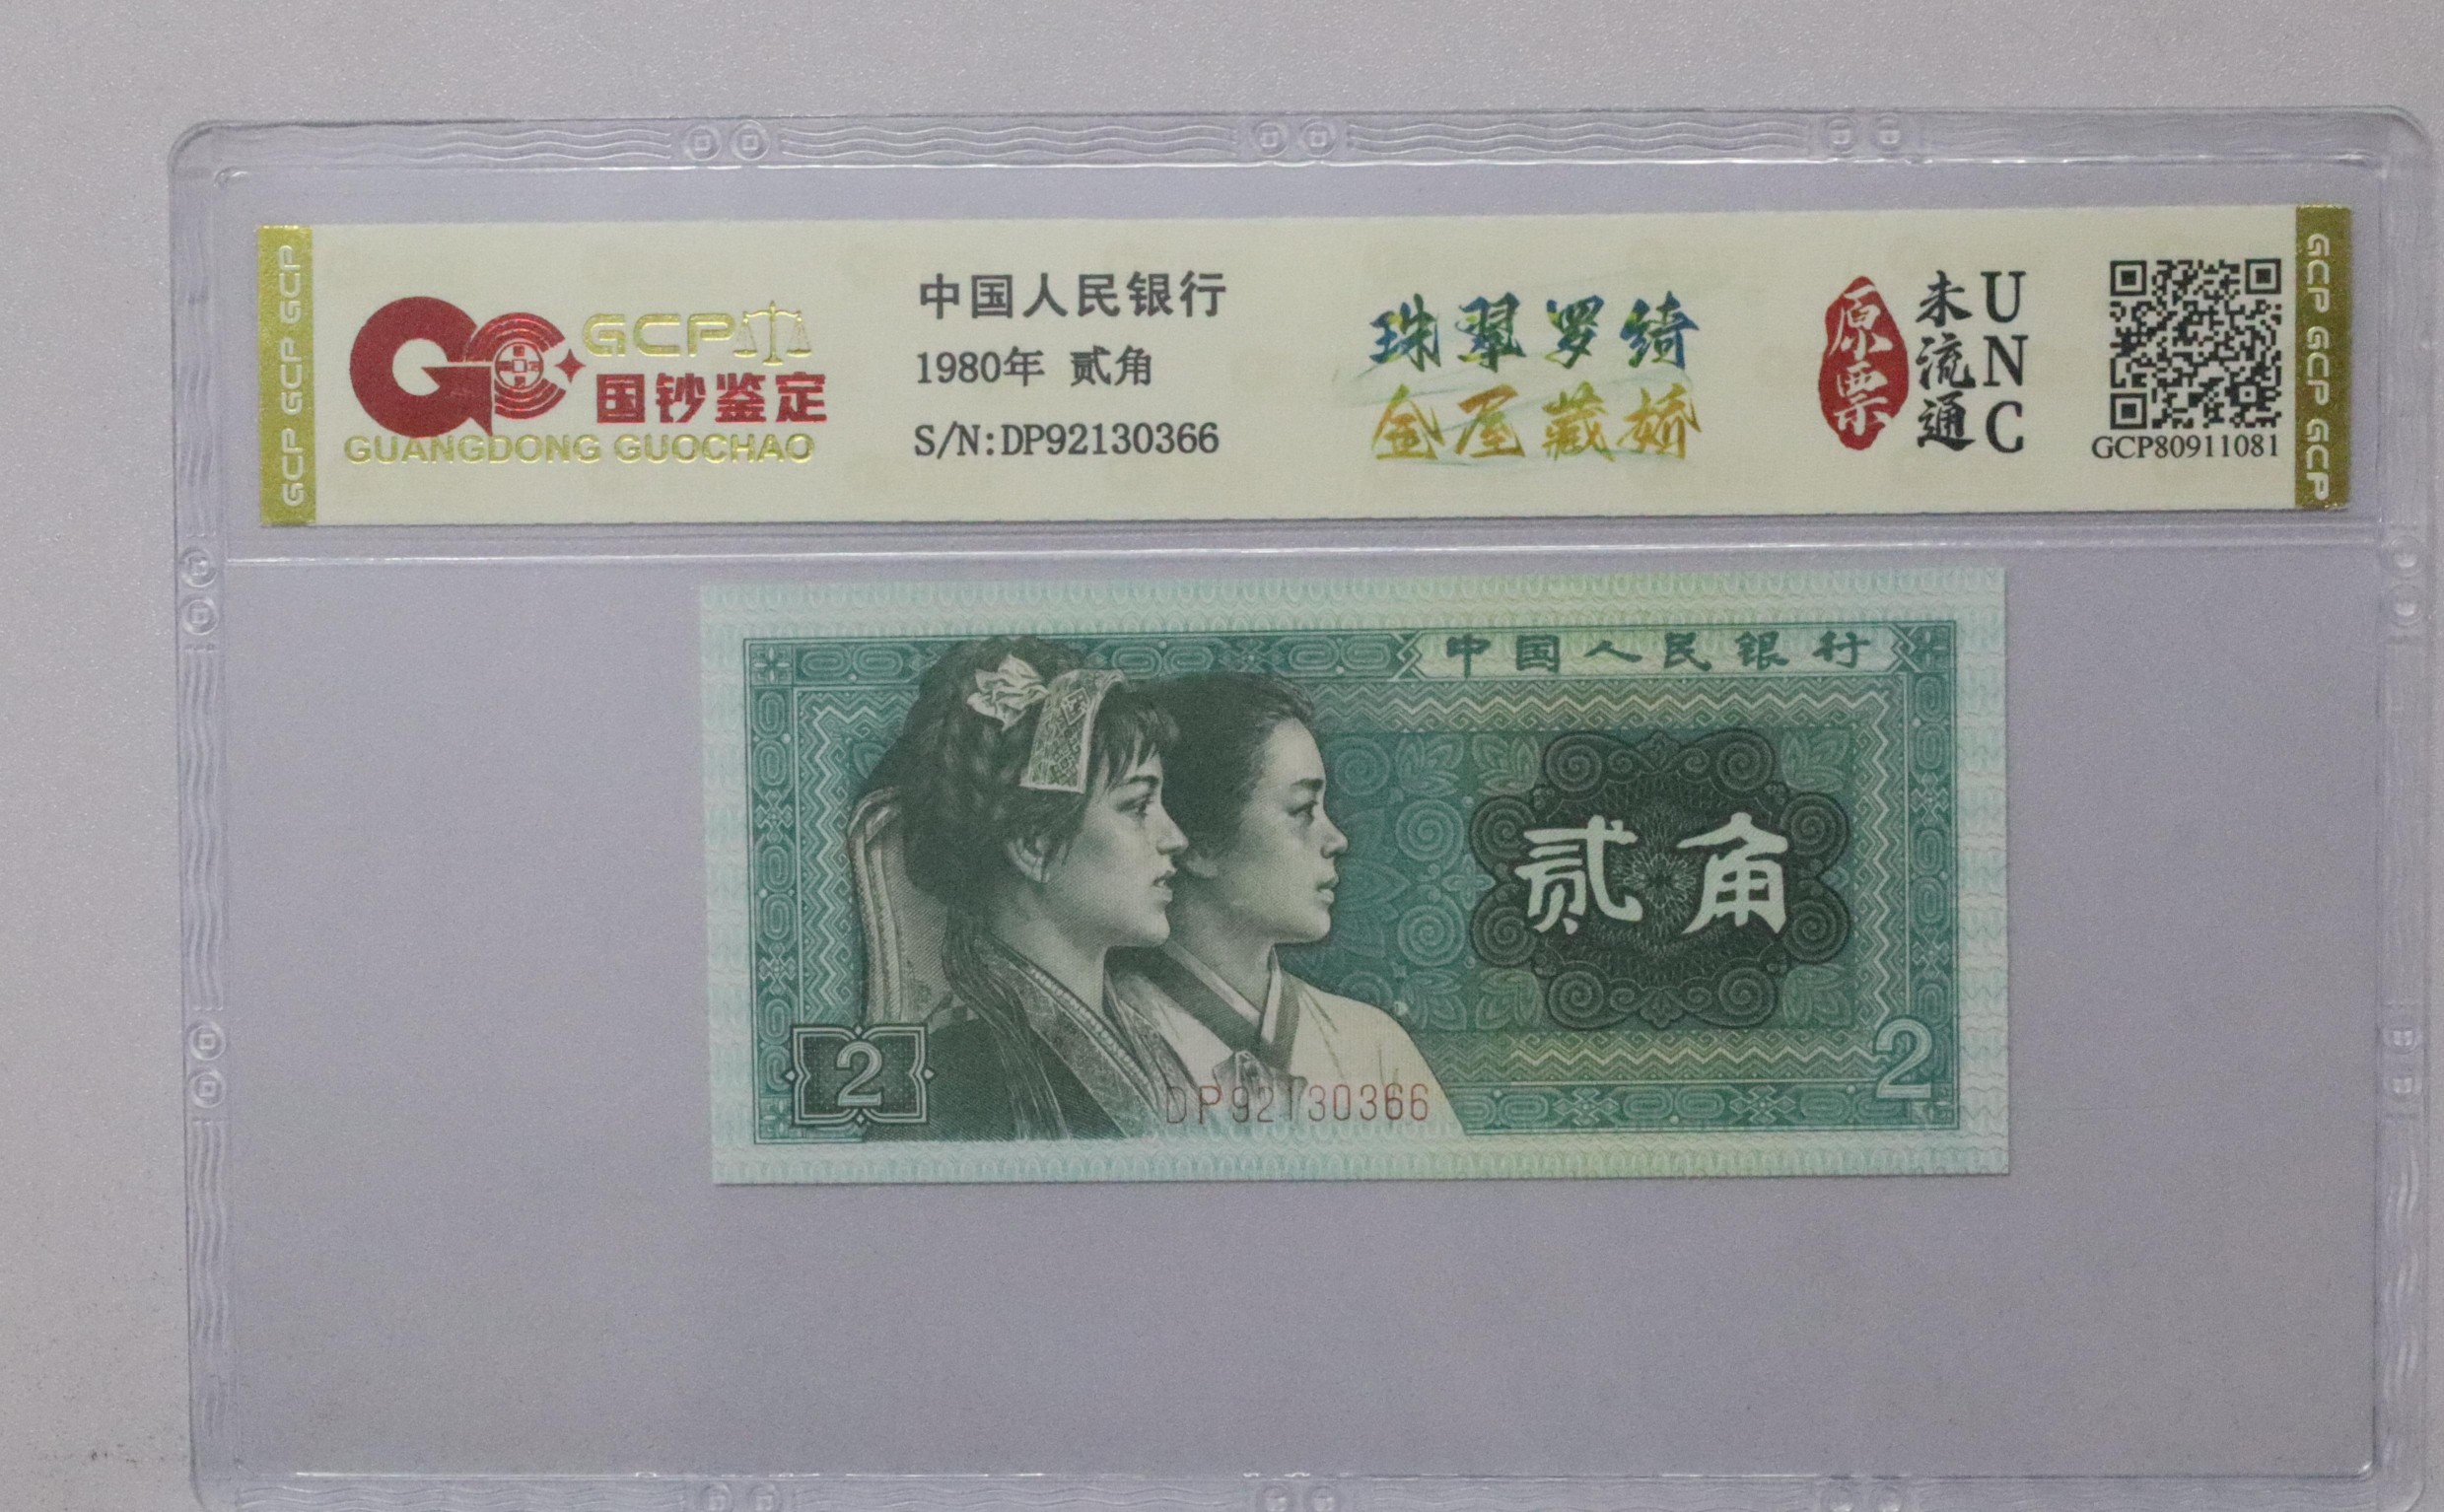 GCP GCP GCP
GCP
国钞鉴定
GUANGDONG GUOCHAO
中国人民银行
1980年 贰角
S/N:DP92130366
珠翠罗绮
金屋藏娇
原票
未流通
UNC
GCP80911081
GCP GCP GCP
中国人民银行
贰角
2
DP92130366
2